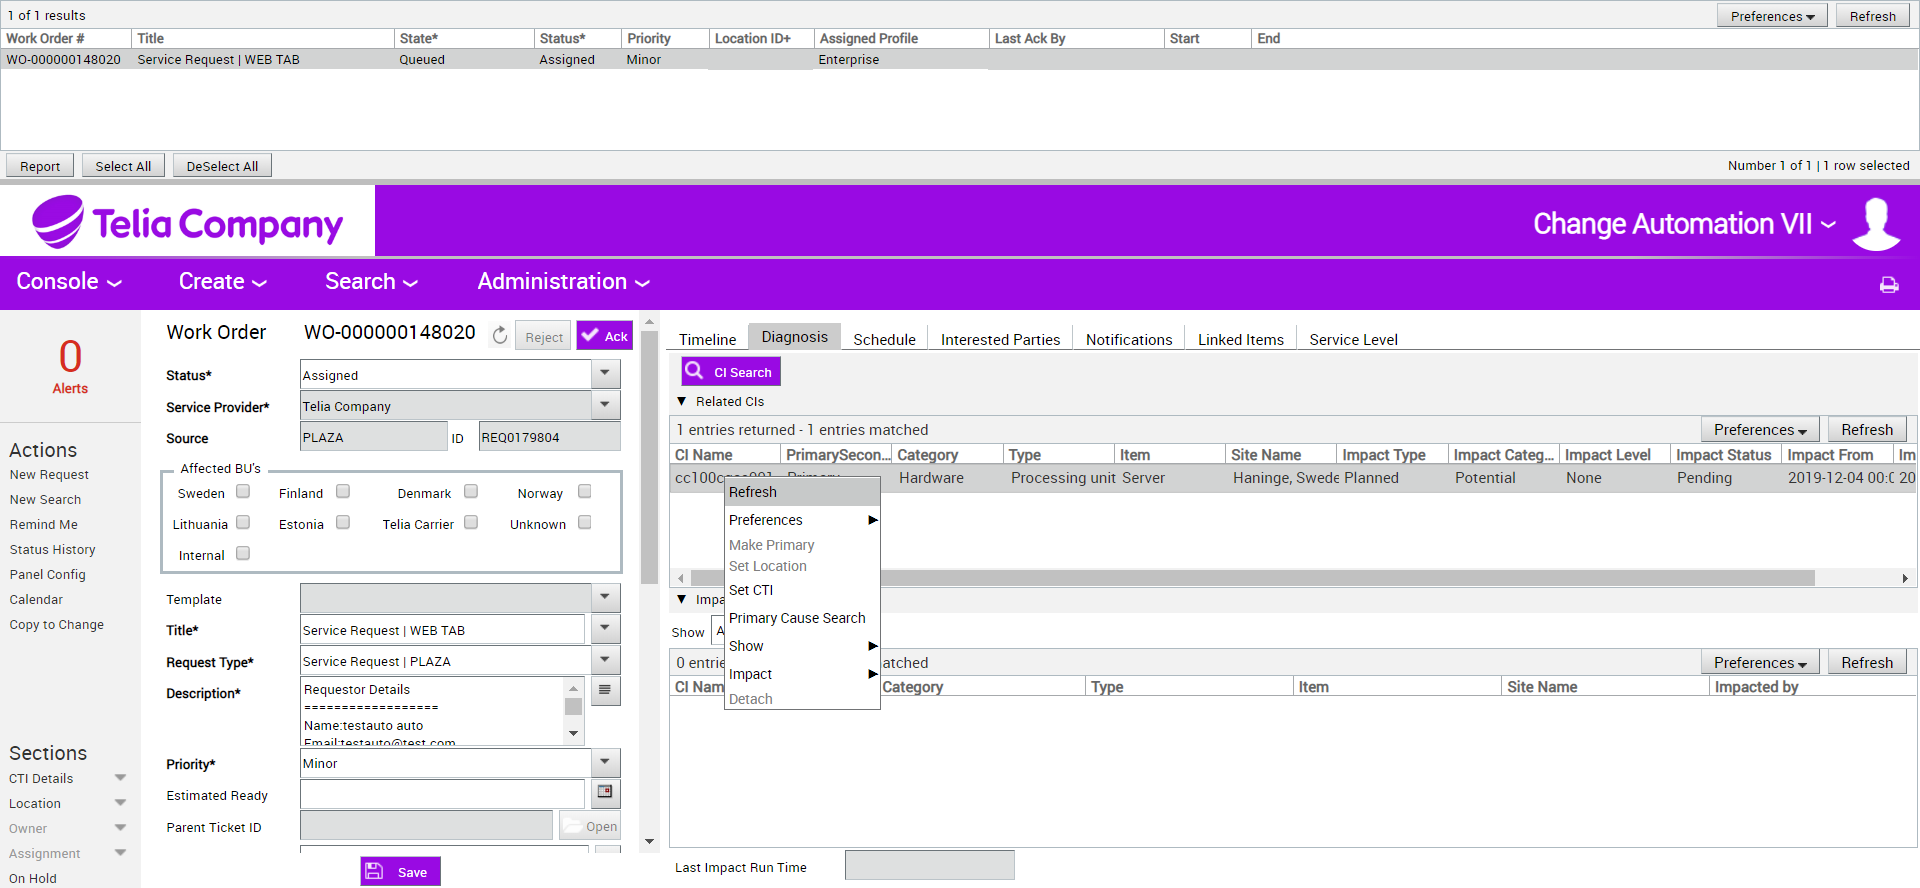 1 of 1 results
Preferences Refresh
Work Order # Title State* Status* Priority Location ID+ Assigned Profile Last Ack By Start End
WO-000000148020 Service Request | WEB TAB Queued Assigned Minor Enterprise
Report Select All DeSelect All Number 1 of 1 | 1 row selected
Telia Company
Change Automation VII
Console Create Search Administration
0
Alerts
Actions
New Request
New Search
Remind Me
Status History
Panel Config
Calendar
Copy to Change
Sections
CTI Details
Location
Owner
Assignment
On Hold
Work Order WO-000000148020 Reject Ack
Status* Assigned
Service Provider* Telia Company
Source PLAZA ID REQ0179804
Affected BU's
Sweden Finland Denmark Norway
Lithuania Estonia Telia Carrier Unknown
Internal
Template
Title* Service Request | WEB TAB
Request Type* Service Request | PLAZA
Description* Requestor Details
==================
Name:testauto auto
Email:testauto@test.com
Priority* Minor
Estimated Ready
Parent Ticket ID Open
Save
Timeline Diagnosis Schedule Interested Parties Notifications Linked Items Service Level
CI Search
Related CIs
1 entries returned - 1 entries matched Preferences Refresh
CI Name PrimarySecon... Category Type Item Site Name Impact Type Impact Categ... Impact Level Impact Status Impact From Im
Hardware Processing unit Server Haninge, Swede Planned Potential None Pending 2019-12-04 00:0 20
Refresh
Preferences
Make Primary
Set Location
Set CTI
Primary Cause Search
Show
Impact
Detach
Impa
Show A
0 entrie atched Preferences Refresh
CI Nam Category Type Item Site Name Impacted by
Last Impact Run Time